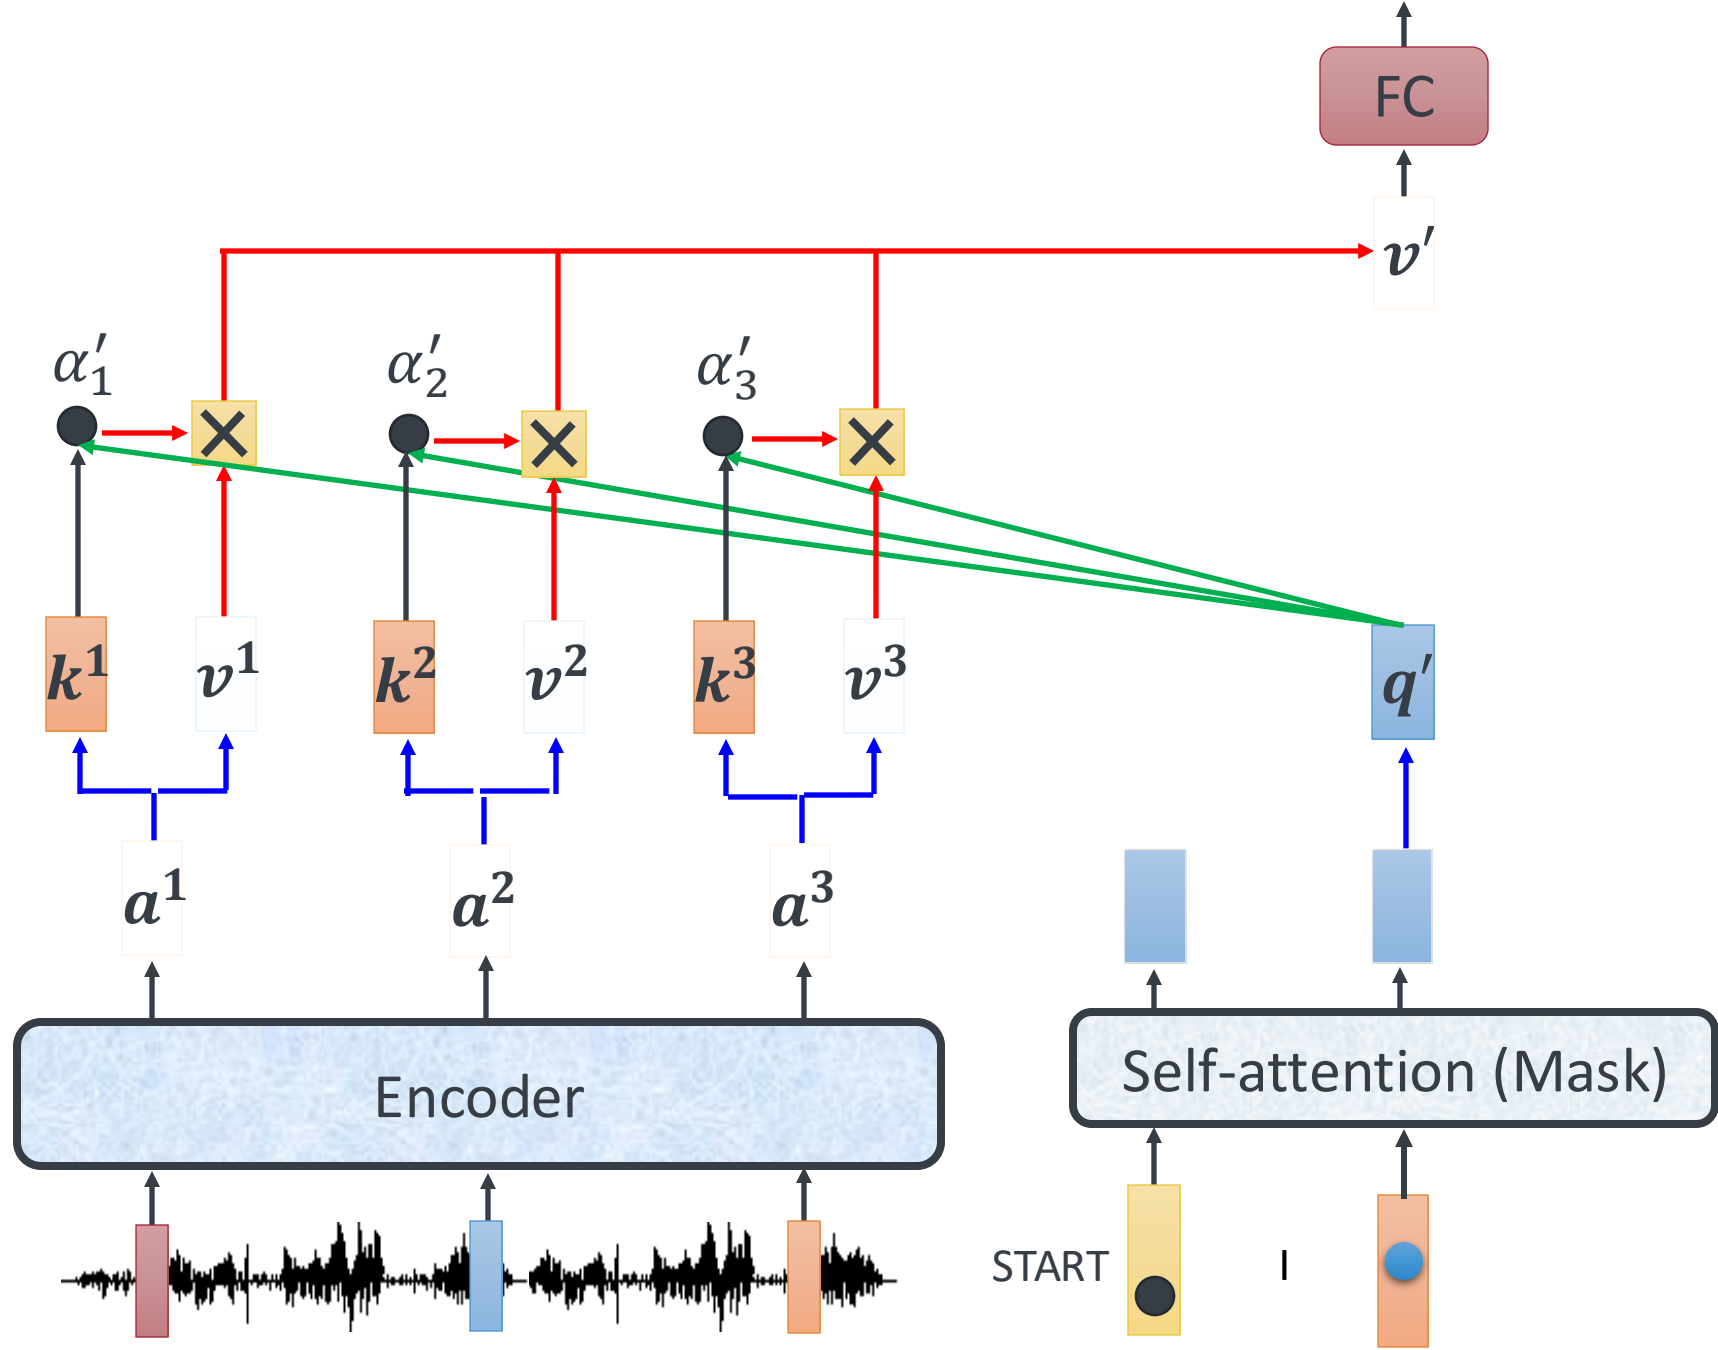 FC
v′
α′₁ α′₂ α′₃
k¹ v¹ k² v² k³ v³ q′
a¹ a² a³
Encoder
Self-attention (Mask)
START I